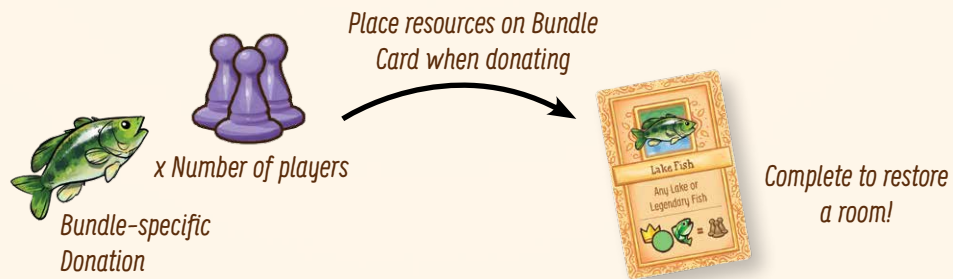 Place resources on Bundle
Card when donating
x Number of players
Bundle-specific
Donation
Lake Fish
Any Lake or
Legendary Fish
=
Complete to restore
a room!